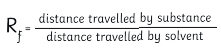 Rf = distance travelled by substance
distance travelled by solvent